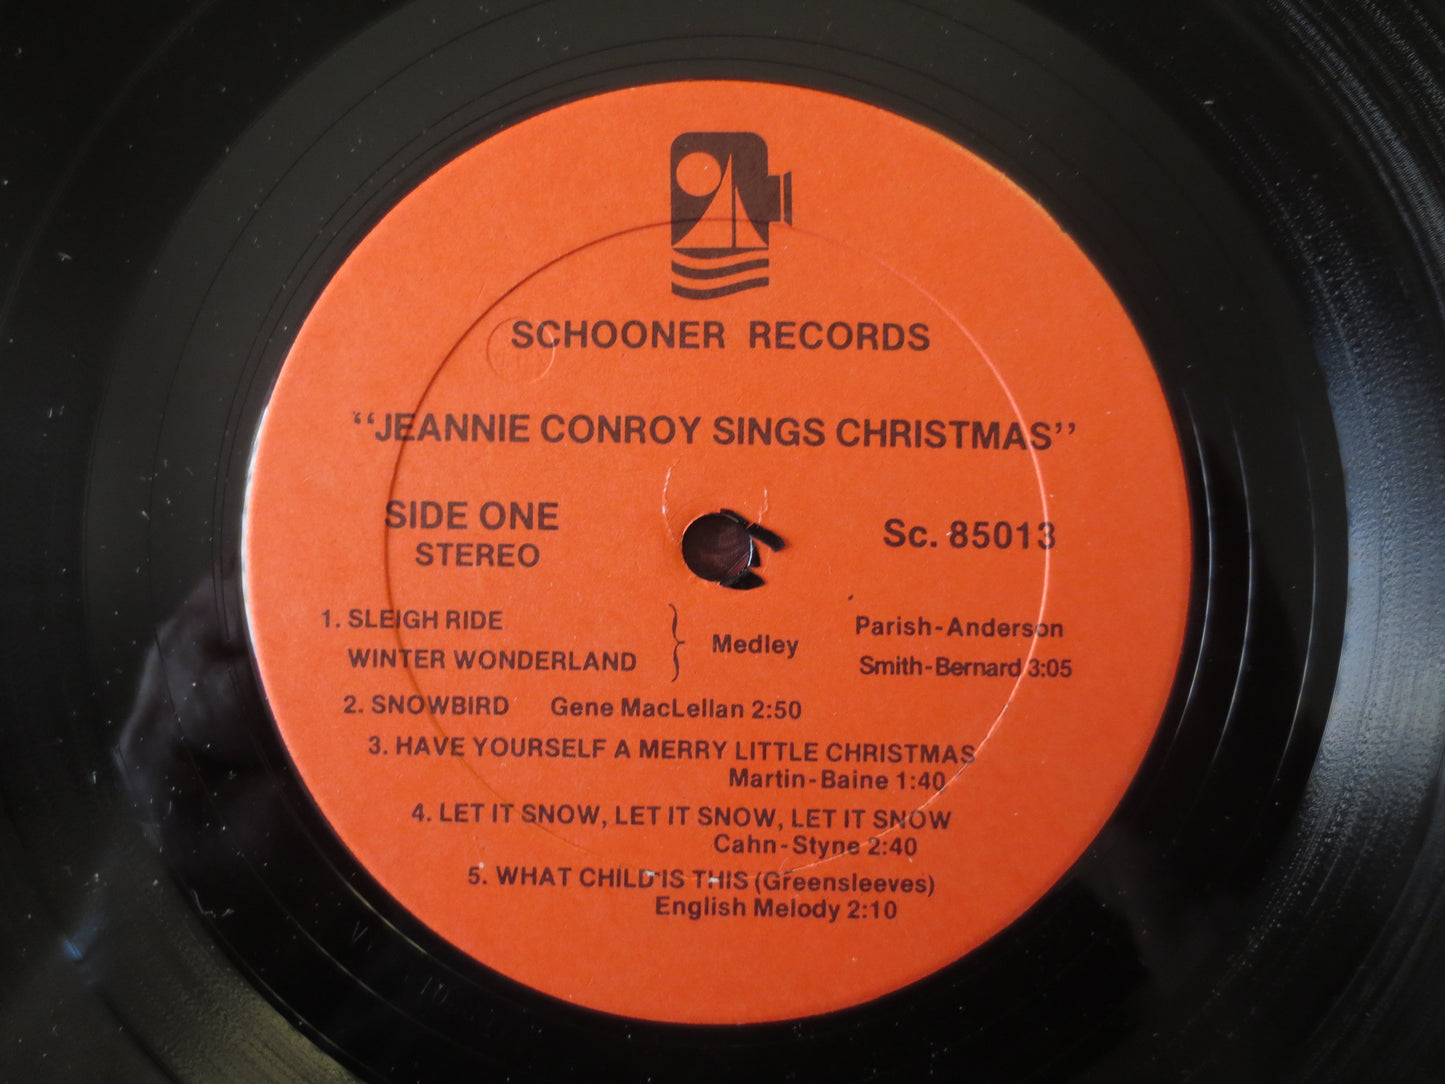 SCHOONER RECORDS
“JEANNIE CONROY SINGS CHRISTMAS”
SIDE ONE
STEREO
Sc. 85013
1. SLEIGH RIDE
WINTER WONDERLAND
Medley
Parish-Anderson
Smith-Bernard 3:05
2. SNOWBIRD Gene MacLellan 2:50
3. HAVE YOURSELF A MERRY LITTLE CHRISTMAS
Martin-Baine 1:40
4. LET IT SNOW, LET IT SNOW, LET IT SNOW
Cahn-Styne 2:40
5. WHAT CHILD IS THIS (Greensleeves)
English Melody 2:10